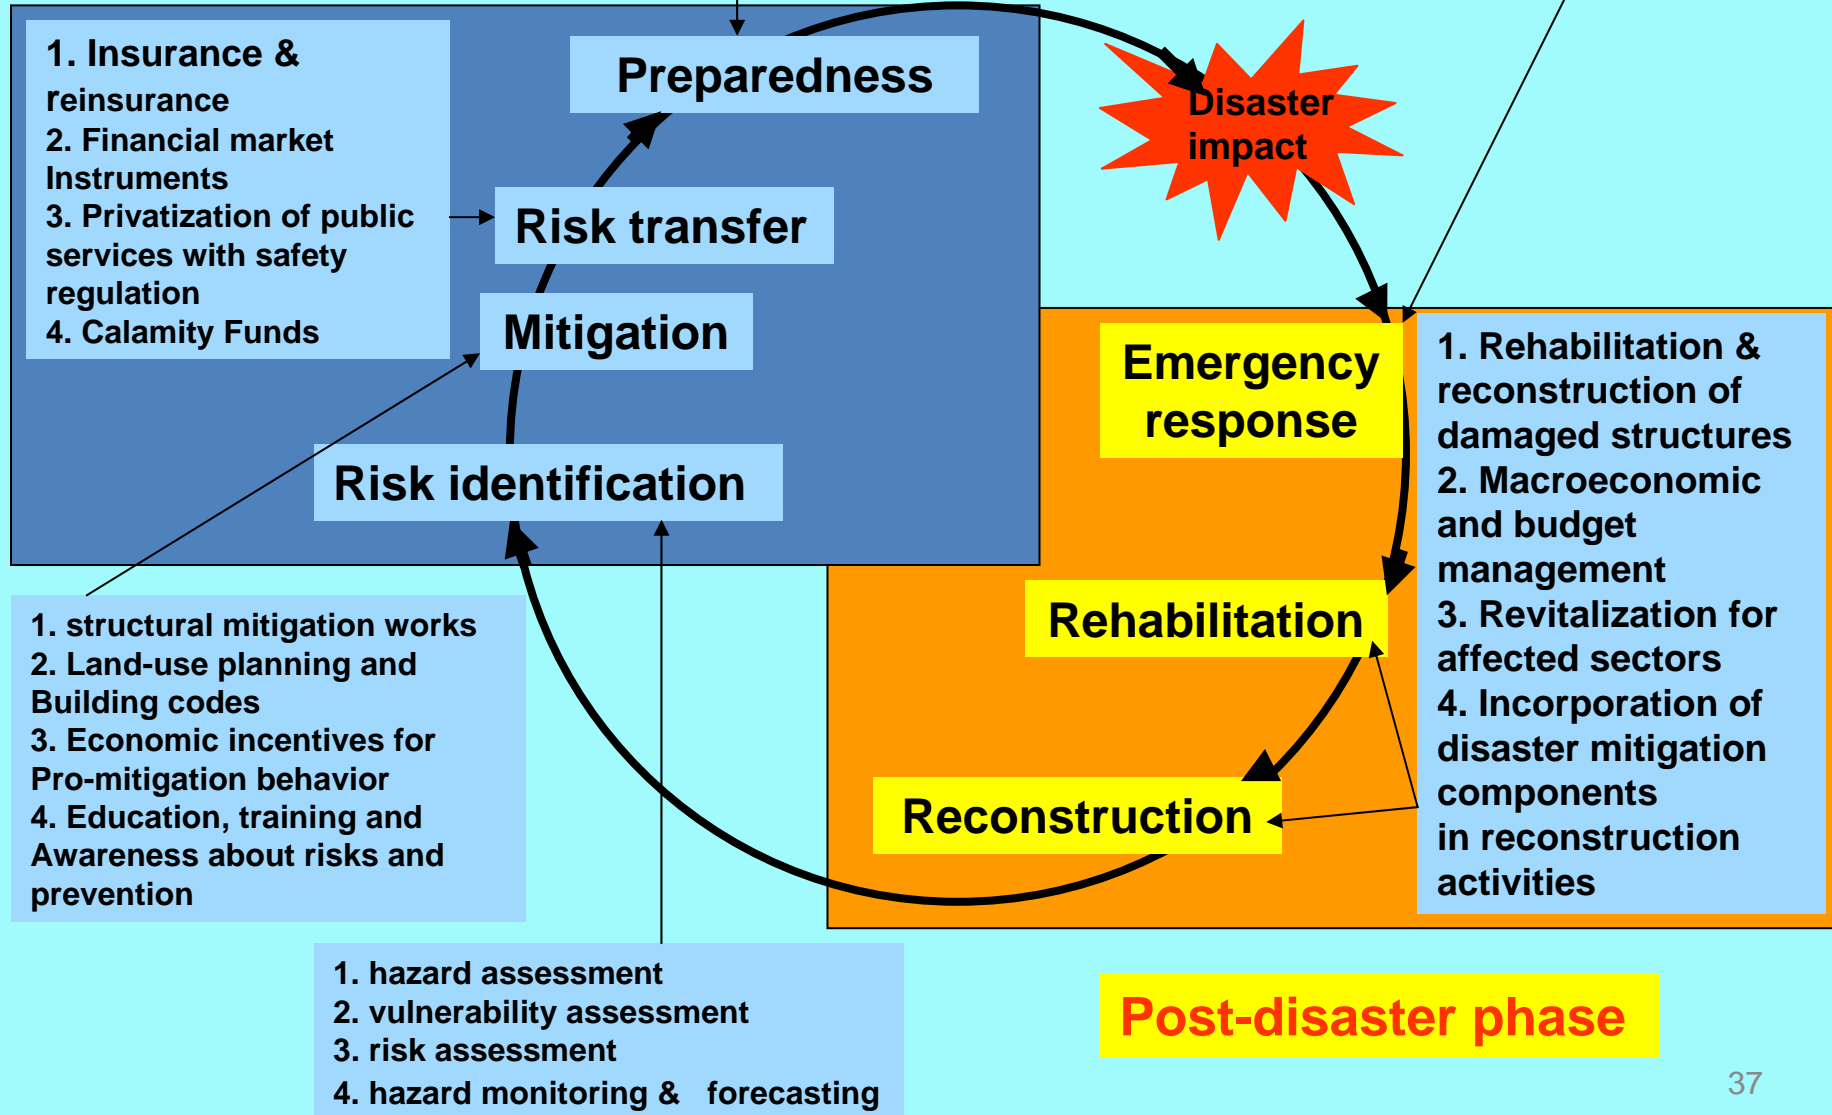 1. Insurance &
reinsurance
2. Financial market
Instruments
3. Privatization of public
services with safety
regulation
4. Calamity Funds
Preparedness
Risk transfer
Mitigation
Risk identification
Disaster
impact
Emergency
response
Rehabilitation
Reconstruction
1. Rehabilitation &
reconstruction of
damaged structures
2. Macroeconomic
and budget
management
3. Revitalization for
affected sectors
4. Incorporation of
disaster mitigation
components
in reconstruction
activities
1. structural mitigation works
2. Land-use planning and
Building codes
3. Economic incentives for
Pro-mitigation behavior
4. Education, training and
Awareness about risks and
prevention
1. hazard assessment
2. vulnerability assessment
3. risk assessment
4. hazard monitoring & forecasting
Post-disaster phase
37